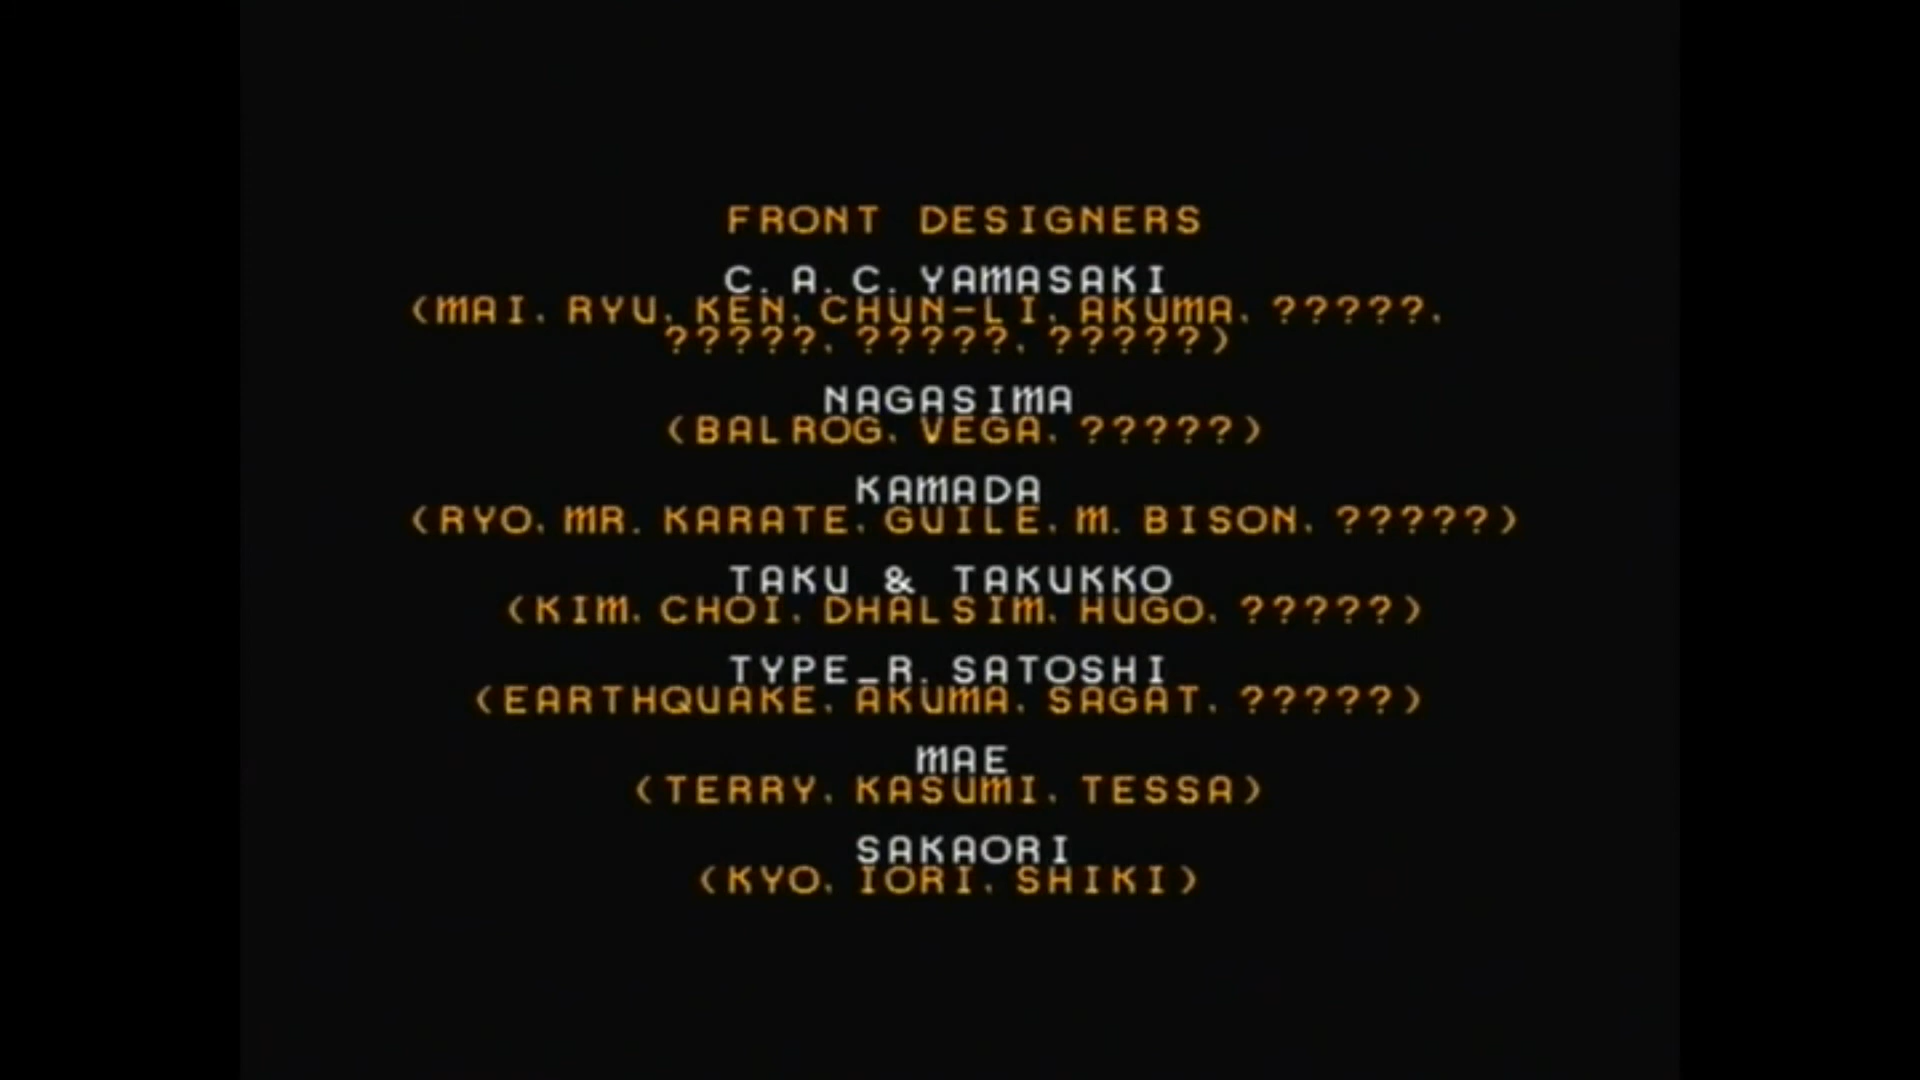 FRONT DESIGNERS
C.A.C.YAMASAKI
(MAI, RYU, KEN, CHUN-LI, AKUMA, ?????,
?????, ?????, ?????)
NAGASIMA
(BALROG, VEGA, ?????)
KAMADA
(RYO, MR. KARATE, GUILE, M. BISON, ?????)
TAKU & TAKUKKO
(KIM, CHOI, DHALSIM, HUGO, ?????)
TYPE_R.SATOSHI
(EARTHQUAKE, AKUMA, SAGAT, ?????)
MAE
(TERRY, KASUMI, TESSA)
SAKAORI
(KYO, IORI, SHIKI)